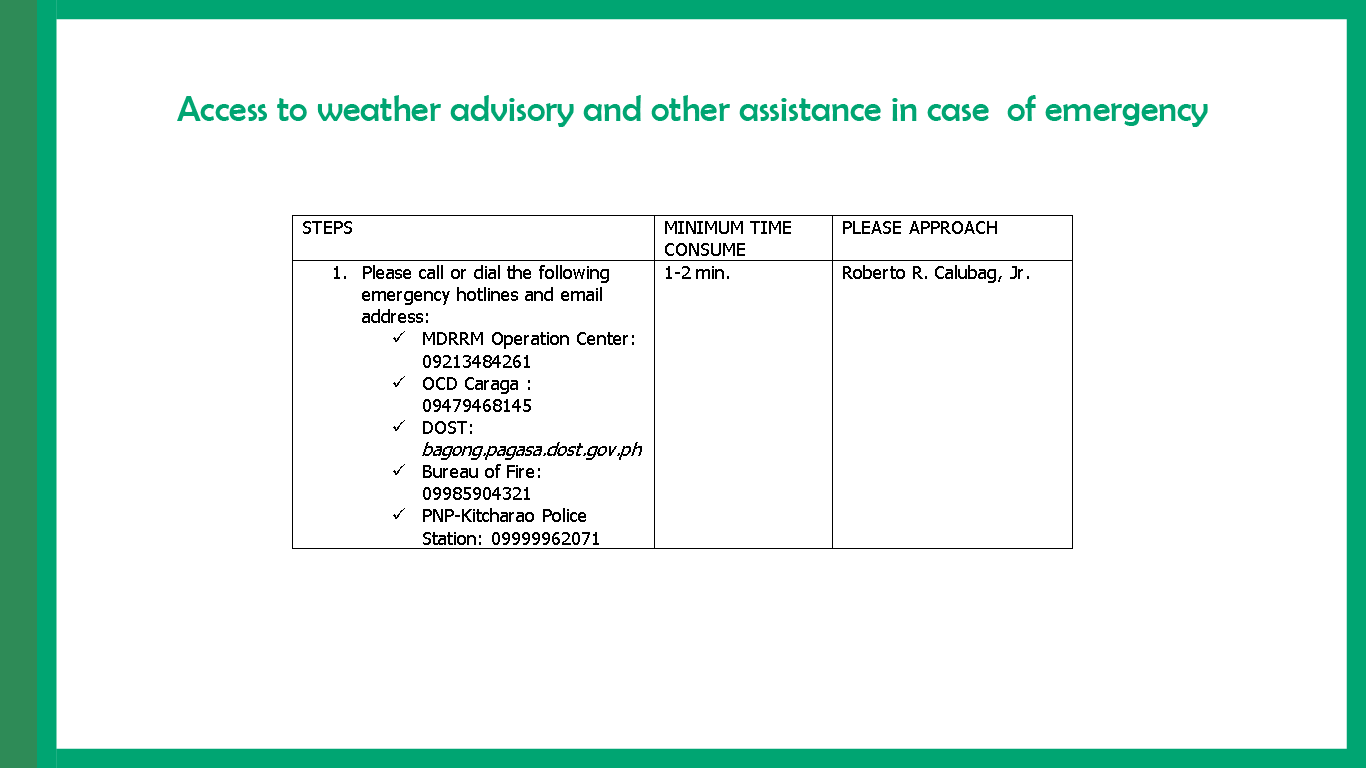 Access to weather advisory and other assistance in case  of emergency
STEPS
MINIMUM TIME
CONSUME
PLEASE APPROACH
1. Please call or dial the following
emergency hotlines and email
address:
✓ MDRRM Operation Center:
09213484261
✓ OCD Caraga :
09479468145
✓ DOST:
bagong.pagasa.dost.gov.ph
✓ Bureau of Fire:
09985904321
✓ PNP-Kitcharao Police
Station: 09999962071
1-2 min.
Roberto R. Calubag, Jr.